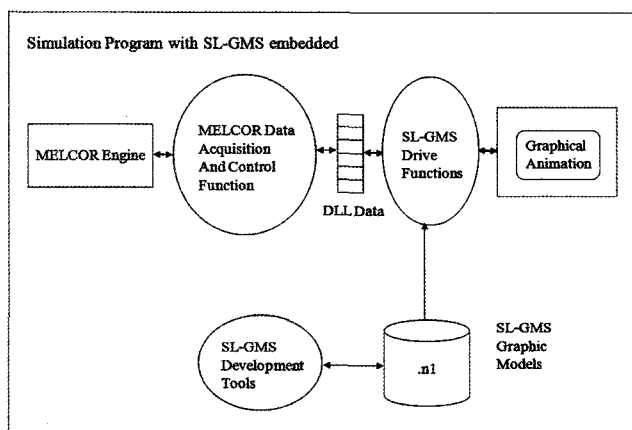 Simulation Program with SL-GMS embedded
MELCOR Engine
MELCOR Data
Acquisition
And Control
Function
DLL Data
SL-GMS
Drive
Functions
Graphical
Animation
SL-GMS
Development
Tools
.n1
SL-GMS
Graphic
Models